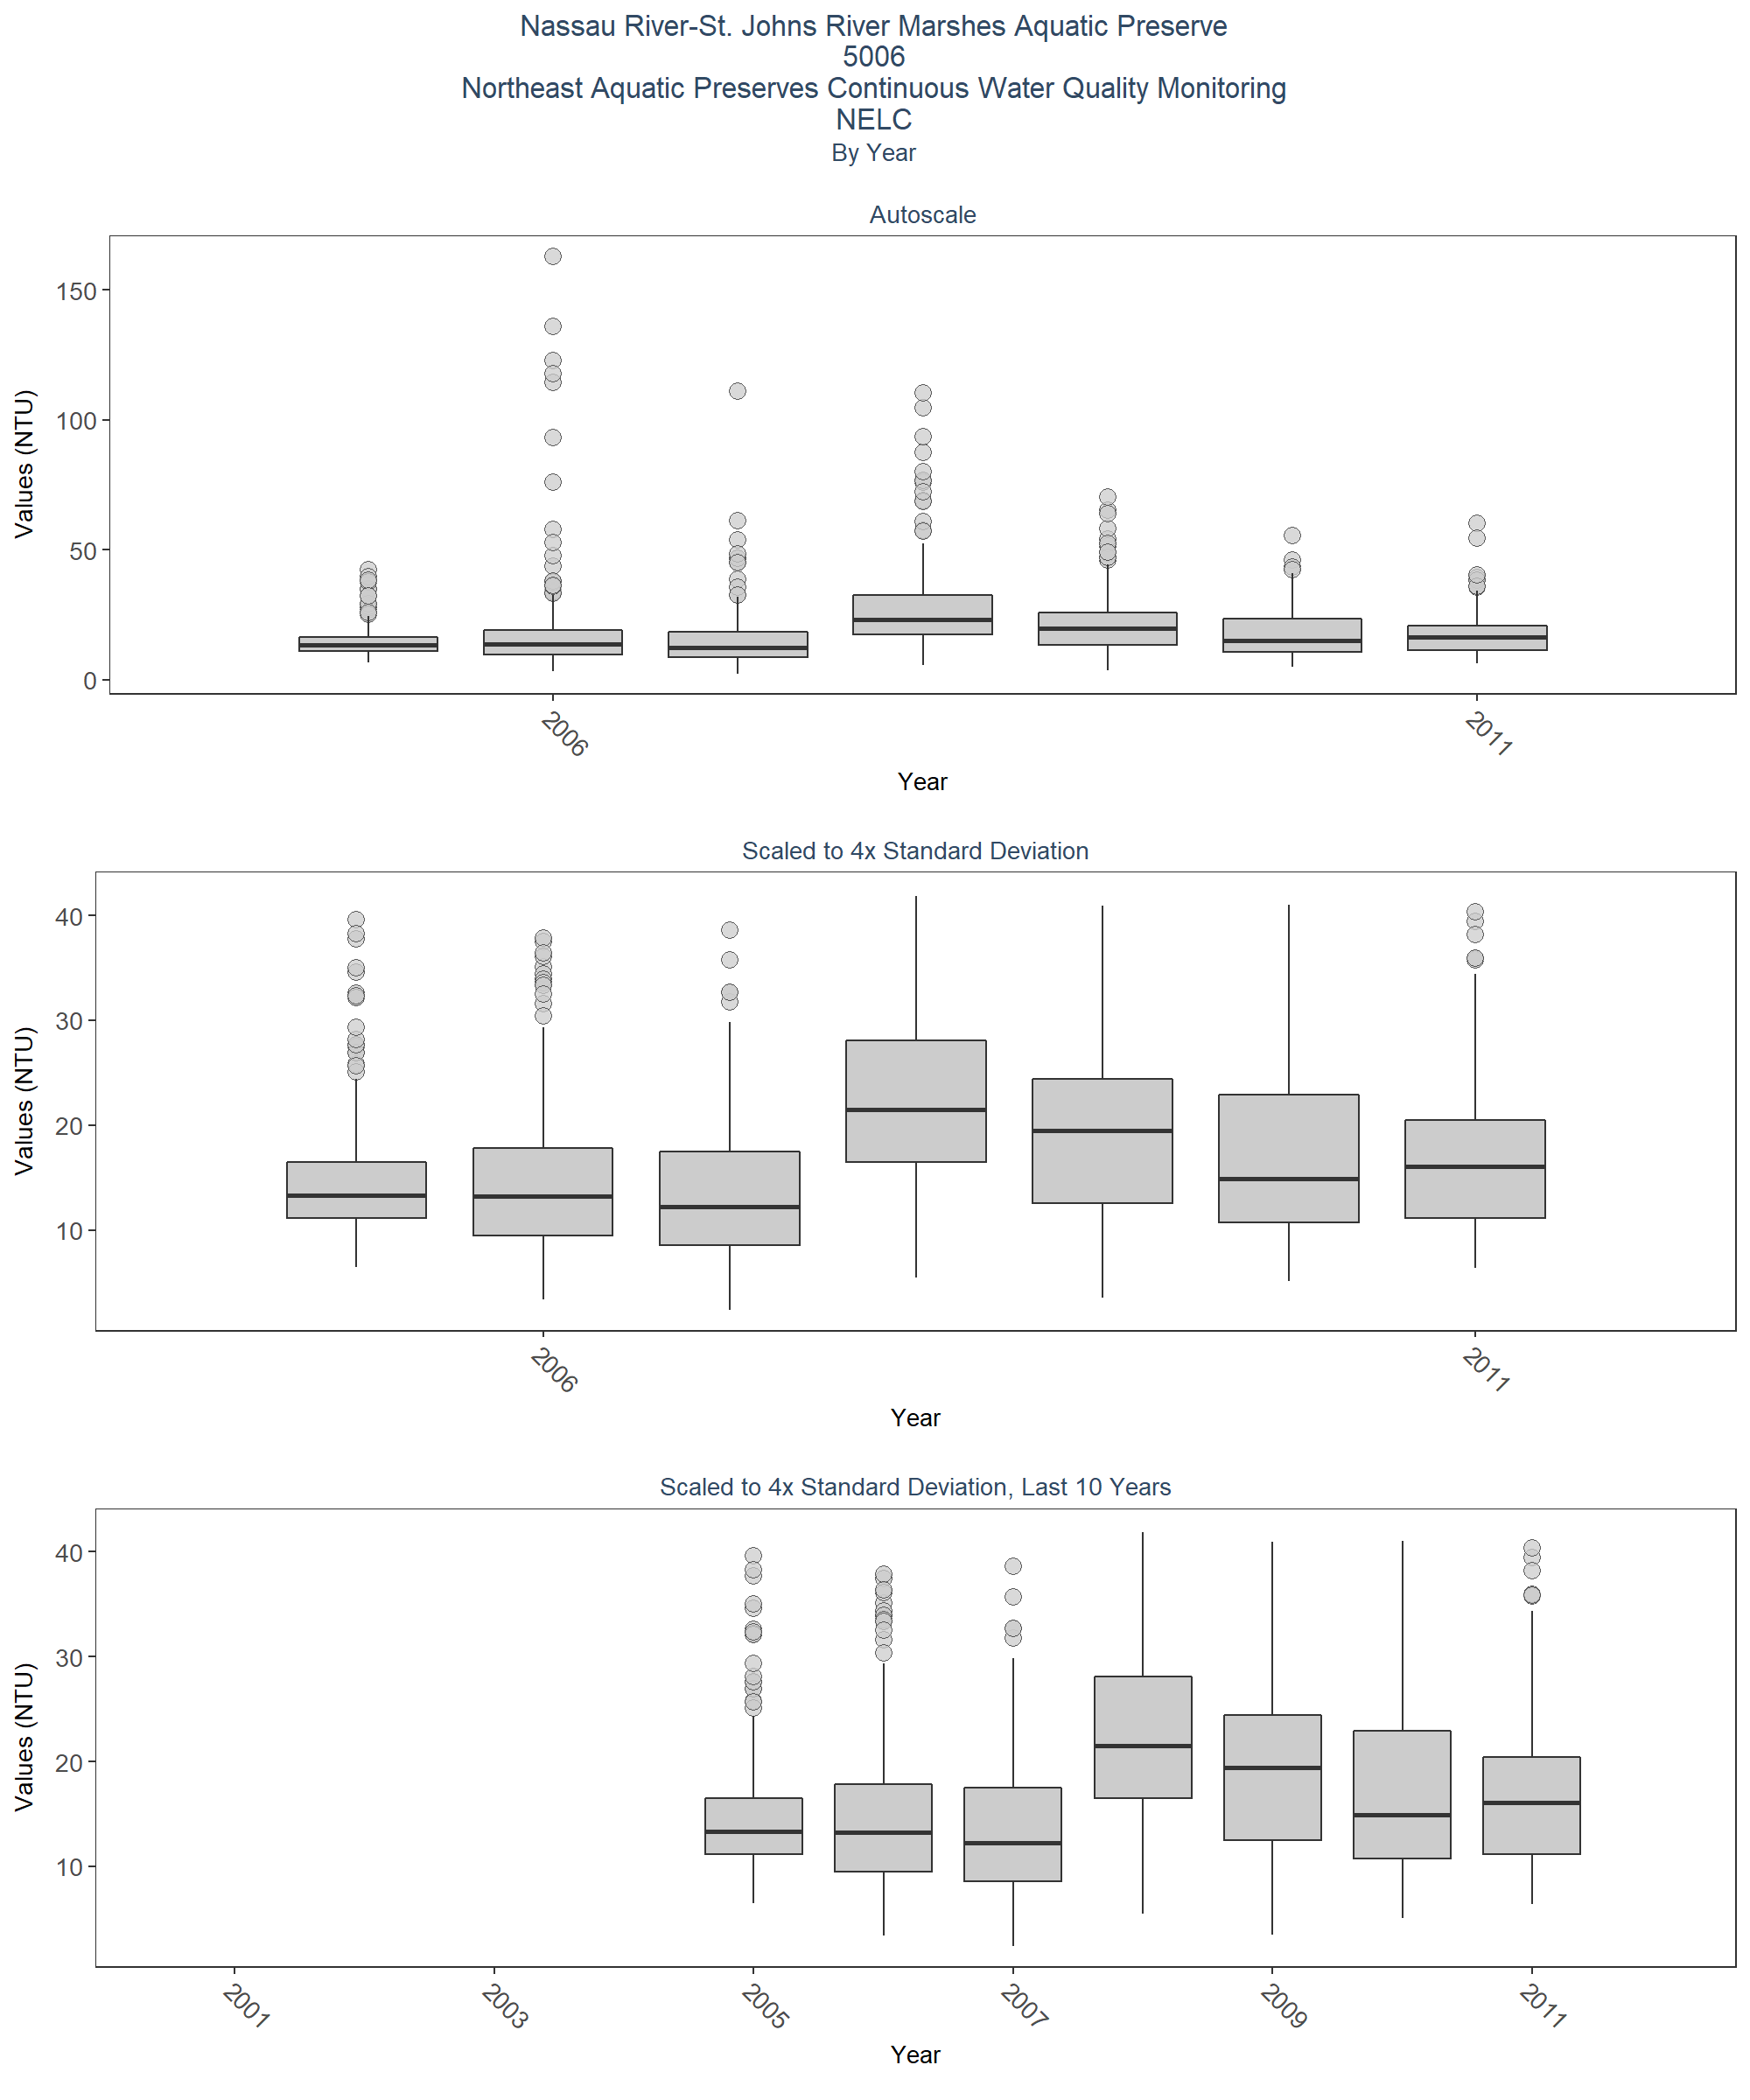 Nassau River-St. Johns River Marshes Aquatic Preserve
5006
Northeast Aquatic Preserves Continuous Water Quality Monitoring
NELC
By Year
Autoscale
Values (NTU)
150
100
50
0
2006
2011
Year
Scaled to 4x Standard Deviation
Values (NTU)
40
30
20
10
2006
2011
Year
Scaled to 4x Standard Deviation, Last 10 Years
Values (NTU)
40
30
20
10
2001
2003
2005
2007
2009
2011
Year